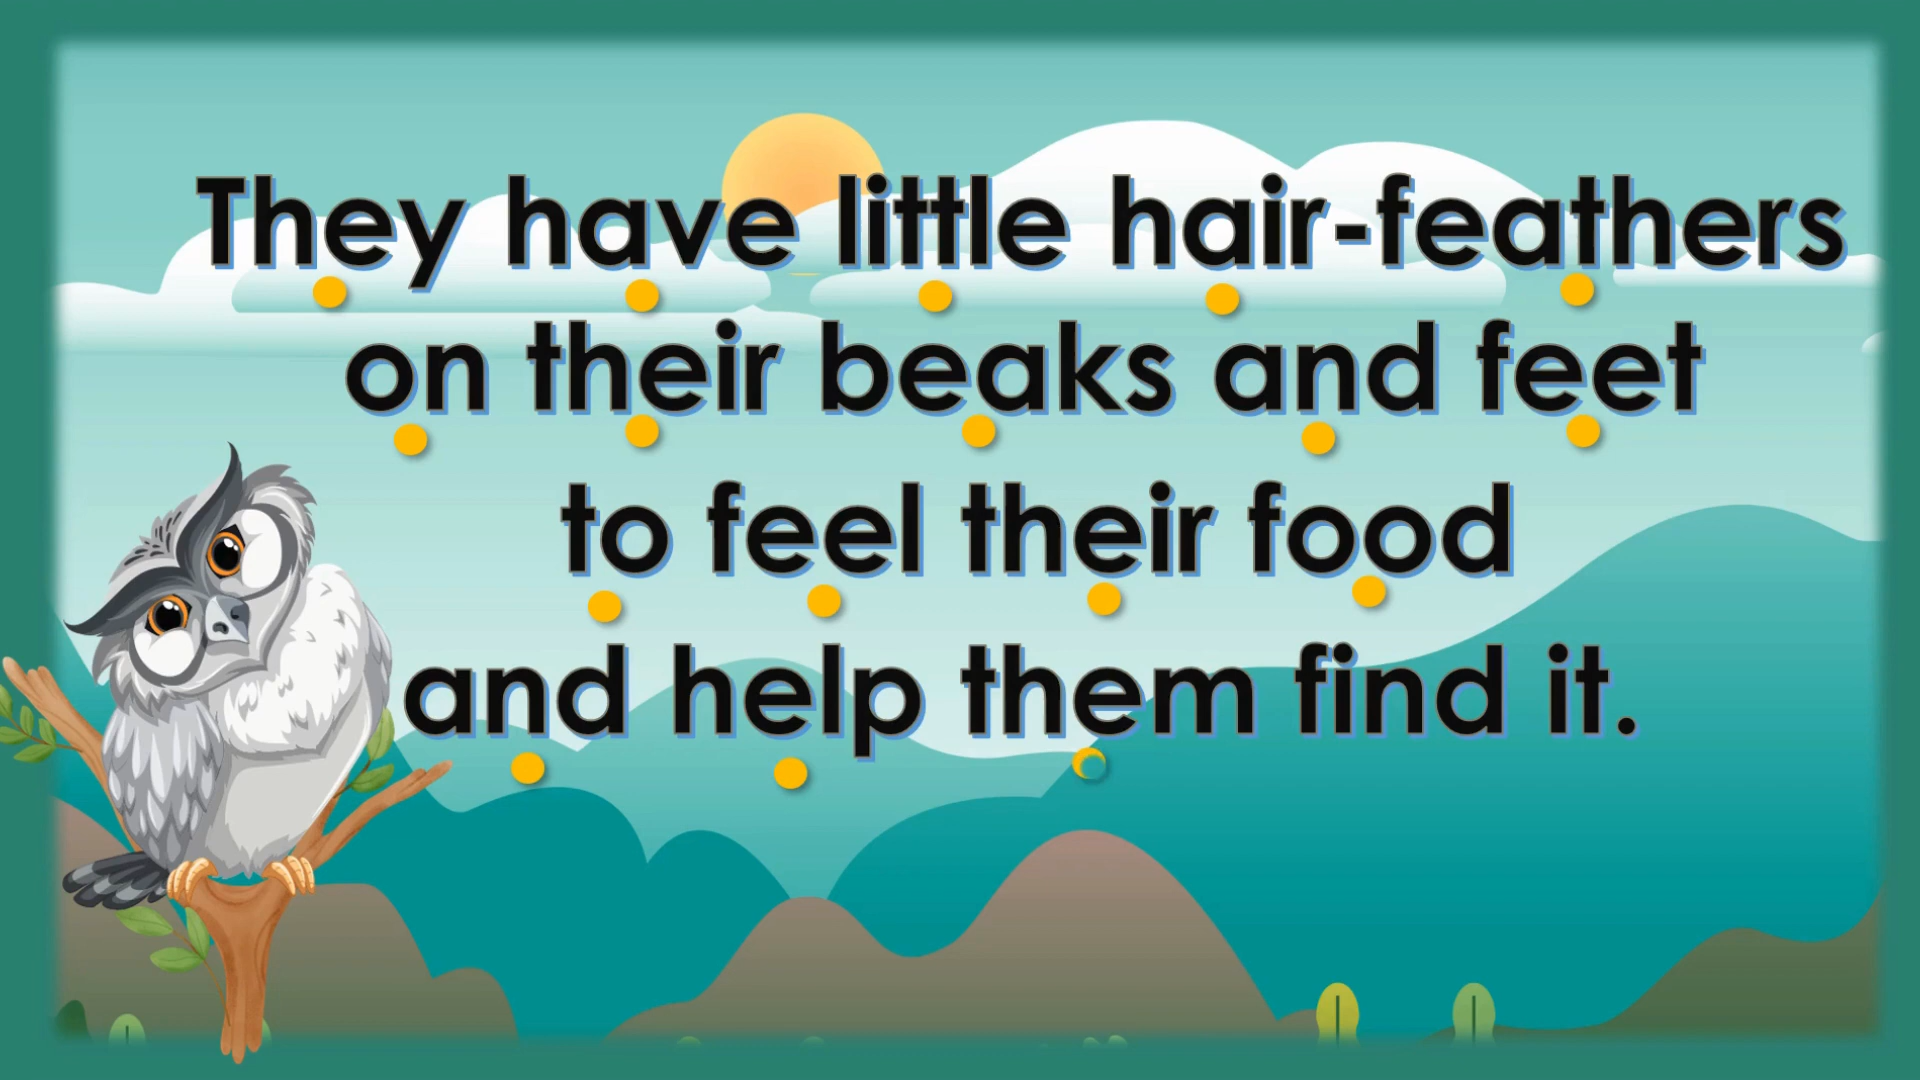 They have little hair-feathers
on their beaks and feet
to feel their food
and help them find it.